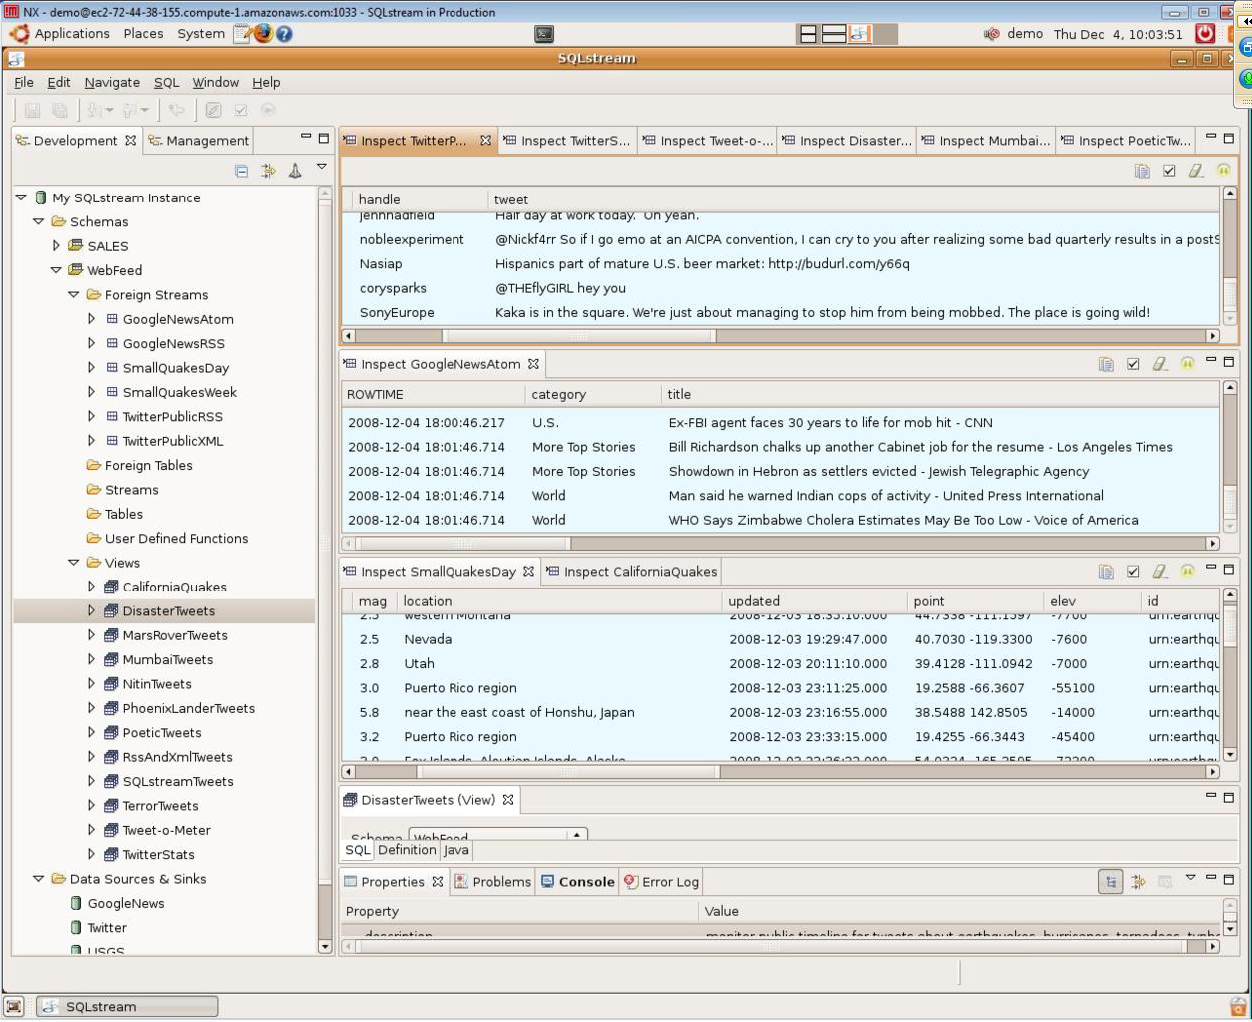 NX - demo@ec2-72-44-38-155.compute-1.amazonaws.com:1033 - SQLstream in Production
Applications Places System demo Thu Dec 4, 10:03:51
SQLstream
File Edit Navigate SQL Window Help
Development Management
My SQLstream Instance
Schemas
SALES
WebFeed
Foreign Streams
GoogleNewsAtom
GoogleNewsRSS
SmallQuakesDay
SmallQuakesWeek
TwitterPublicRSS
TwitterPublicXML
Foreign Tables
Streams
Tables
User Defined Functions
Views
CaliforniaQuakes
DisasterTweets
MarsRoverTweets
MumbaiTweets
NitinTweets
PhoenixLanderTweets
PoeticTweets
RssAndXmlTweets
SQLstreamTweets
TerrorTweets
Tweet-o-Meter
TwitterStats
Data Sources & Sinks
GoogleNews
Twitter
USGS
Inspect TwitterP... Inspect TwitterS... Inspect Tweet-o-... Inspect Disaster... Inspect Mumbai... Inspect PoeticTw...
handle tweet
jennhadfield Half day at work today. Oh yeah.
nobleexperiment @Nickf4rr So if I go emo at an AICPA convention, I can cry to you after realizing some bad quarterly results in a postS
Nasiap Hispanics part of mature U.S. beer market: http://budurl.com/y66q
corysparks @THEflyGIRL hey you
SonyEurope Kaka is in the square. We're just about managing to stop him from being mobbed. The place is going wild!
Inspect GoogleNewsAtom
ROWTIME category title
2008-12-04 18:00:46.217 U.S. Ex-FBI agent faces 30 years to life for mob hit - CNN
2008-12-04 18:01:46.714 More Top Stories Bill Richardson chalks up another Cabinet job for the resume - Los Angeles Times
2008-12-04 18:01:46.714 More Top Stories Showdown in Hebron as settlers evicted - Jewish Telegraphic Agency
2008-12-04 18:01:46.714 World Man said he warned Indian cops of activity - United Press International
2008-12-04 18:01:46.714 World WHO Says Zimbabwe Cholera Estimates May Be Too Low - Voice of America
Inspect SmallQuakesDay Inspect CaliforniaQuakes
mag location updated point elev id
western Montana urn:earthqu
2.5 Nevada 2008-12-03 19:29:47.000 40.7030 -119.3300 -7600 urn:earthqu
2.8 Utah 2008-12-03 20:11:10.000 39.4128 -111.0942 -7000 urn:earthqu
3.0 Puerto Rico region 2008-12-03 23:11:25.000 19.2588 -66.3607 -55100 urn:earthqu
5.8 near the east coast of Honshu, Japan 2008-12-03 23:16:55.000 38.5488 142.8505 -14000 urn:earthqu
3.2 Puerto Rico region 2008-12-03 23:33:15.000 19.4255 -66.3443 -45400 urn:earthqu
Fox Islands, Aleutian Islands, Alaska urn:earthqu
DisasterTweets (View)
Schema WebFeed
SQL Definition Java
Properties Problems Console Error Log
Property Value
description monitor public timeline for tweets about earthquakes, hurricanes, tornadoes, typho
SQLstream